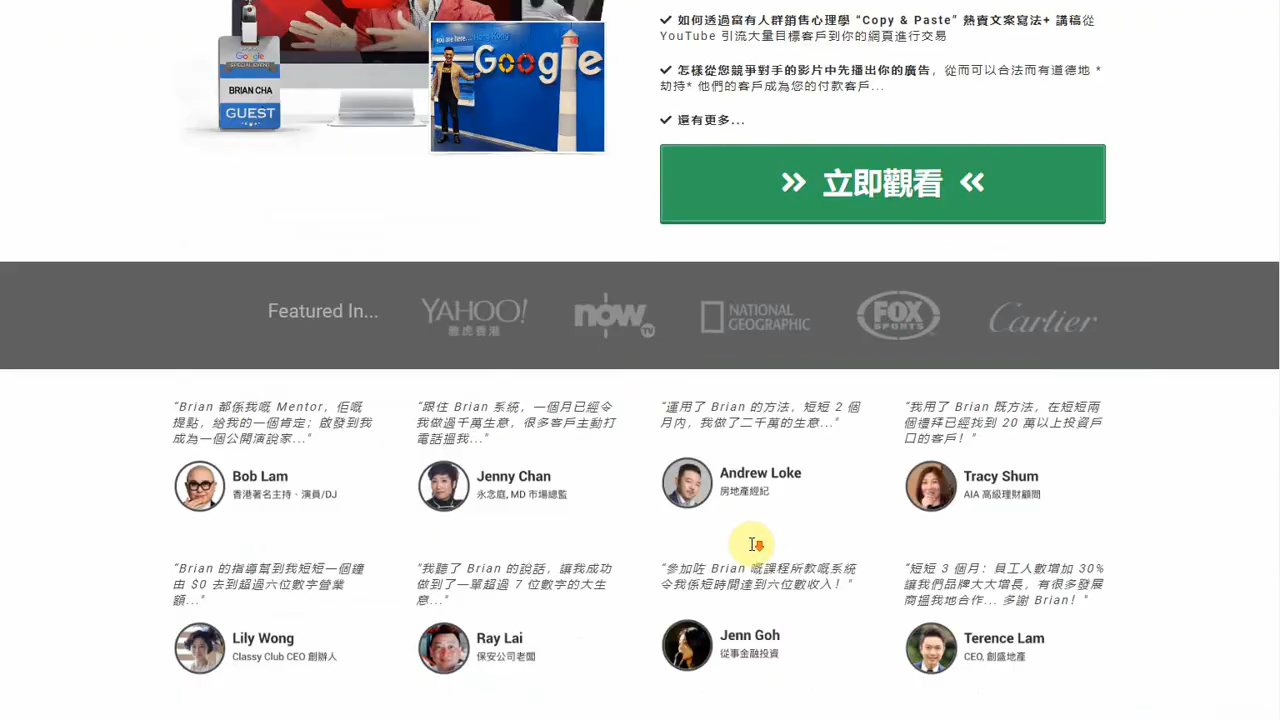 ✓ 如何透過富有人群銷售心理學 “Copy & Paste” 熱賣文案寫法+ 講稿從
YouTube 引流大量目標客戶到你的網頁進行交易
✓ 怎樣從您競爭對手的影片中先播出你的廣告，從而可以合法而有道德地 *
劫持* 他們的客戶成為您的付款客戶...
✓ 還有更多...
Google
SPECIAL EVENT
BRIAN CHA
GUEST
you are here... Hong Kong
Google
» 立即觀看 «
Featured In...
YAHOO!
雅虎香港
now
TV
NATIONAL
GEOGRAPHIC
FOX
SPORTS
Cartier
“Brian 都係我嘅 Mentor，佢嘅
提點，給我的一個肯定；啟發到我
成為一個公開演說家...”
Bob Lam
香港著名主持、演員/DJ
“跟住 Brian 系統，一個月已經令
我做過千萬生意，很多客戶主動打
電話搵我...”
Jenny Chan
永念庭, MD 市場總監
“運用了 Brian 的方法，短短 2 個
月內，我做了二千萬的生意...”
Andrew Loke
房地產經紀
“我用了 Brian 既方法，在短短兩
個禮拜已經找到 20 萬以上投資戶
口的客戶！”
Tracy Shum
AIA 高級理財顧問
“Brian 的指導幫到我短短一個鐘
由 $0 去到超過六位數字營業
額...”
Lily Wong
Classy Club CEO 創辦人
“我聽了 Brian 的說話，讓我成功
做到了一單超過 7 位數字的大生
意...”
Ray Lai
保安公司老闆
“參加咗 Brian 嘅課程所教嘅系統
令我係短時間達到六位數收入！”
Jenn Goh
從事金融投資
“短短 3 個月：員工人數增加 30%
讓我們品牌大大增長，有很多發展
商搵我地合作... 多謝 Brian！”
Terence Lam
CEO, 創盛地產